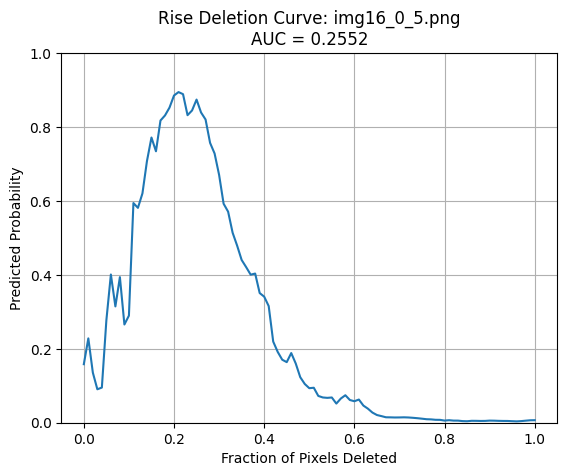 Rise Deletion Curve: img16_0_5.png
AUC = 0.2552
1.0
0.8
0.6
0.4
0.2
0.0
Predicted Probability
0.0 0.2 0.4 0.6 0.8 1.0
Fraction of Pixels Deleted